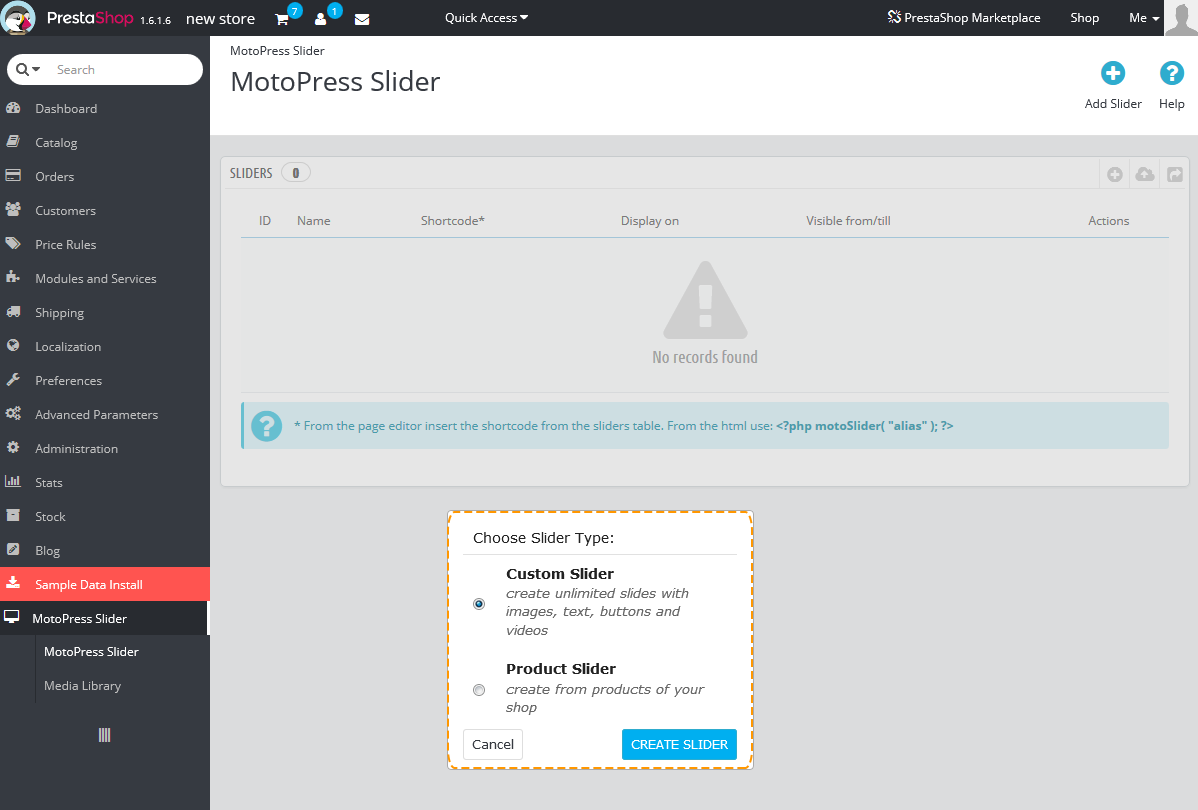 PrestaShop 1.6.1.6 new store 7 1 Quick Access PrestaShop Marketplace Shop Me
Search
Dashboard
Catalog
Orders
Customers
Price Rules
Modules and Services
Shipping
Localization
Preferences
Advanced Parameters
Administration
Stats
Stock
Blog
Sample Data Install
MotoPress Slider
MotoPress Slider
Media Library
MotoPress Slider
MotoPress Slider
Add Slider Help
SLIDERS 0
ID Name Shortcode* Display on Visible from/till Actions
No records found
* From the page editor insert the shortcode from the sliders table. From the html use: <?php motoSlider( "alias" ); ?>
Choose Slider Type:
Custom Slider
create unlimited slides with
images, text, buttons and
videos
Product Slider
create from products of your
shop
Cancel CREATE SLIDER